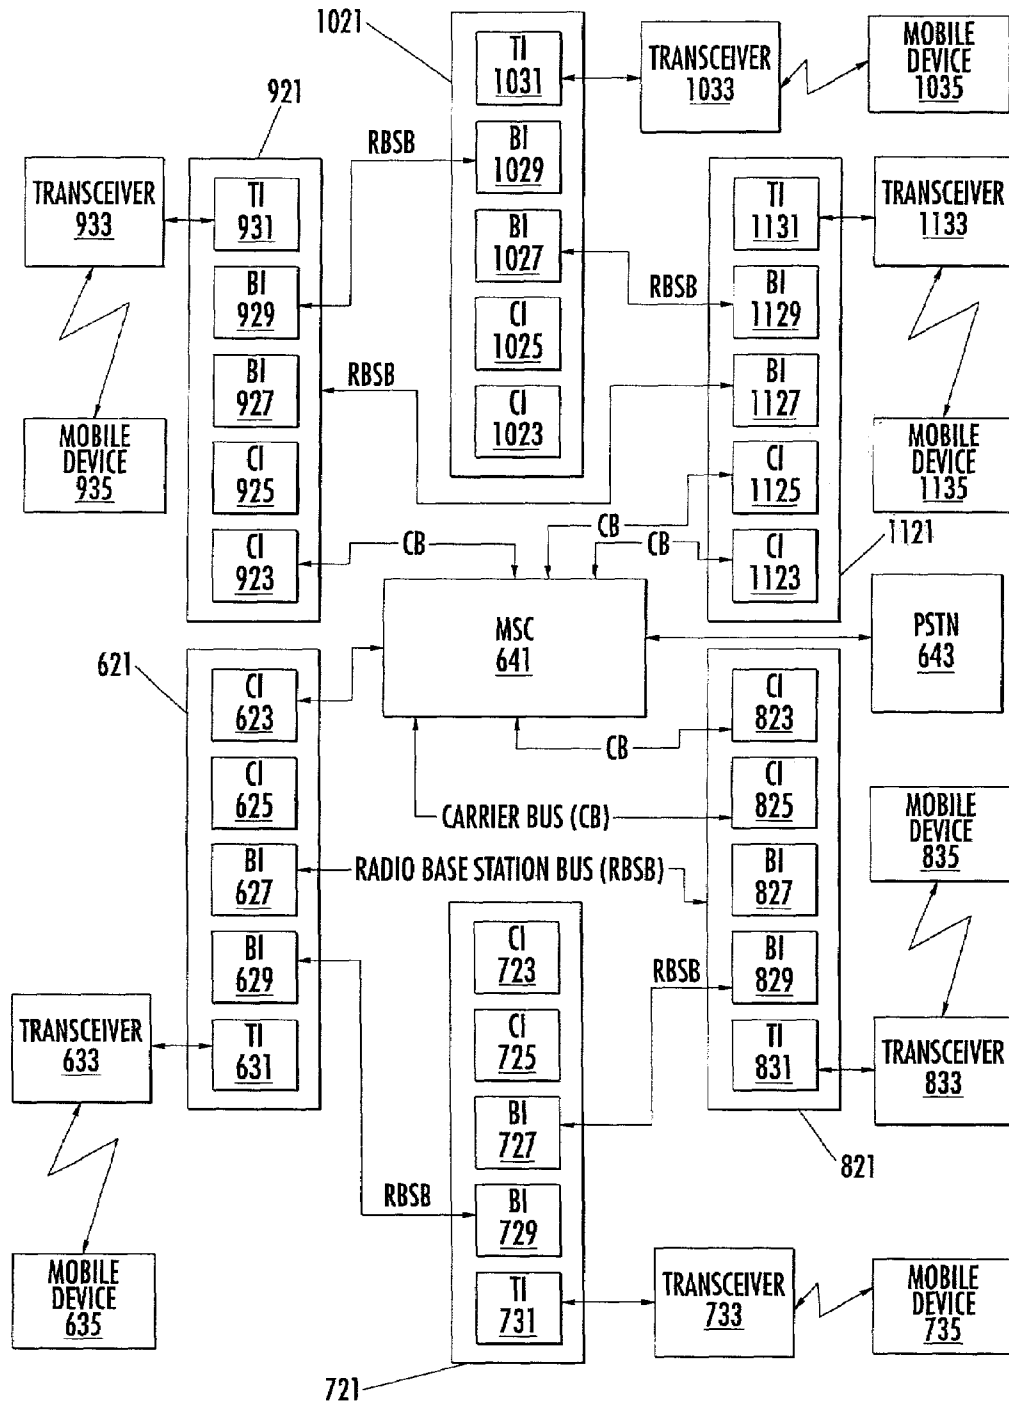 1021
TI
1031
TRANSCEIVER
1033
MOBILE
DEVICE
1035
921
RBSB
BI
1029
TRANSCEIVER
933
TI
931
BI
1027
TI
1131
TRANSCEIVER
1133
BI
929
RBSB
BI
1129
CI
1025
BI
927
RBSB
BI
1127
CI
1023
MOBILE
DEVICE
935
CI
925
CI
1125
MOBILE
DEVICE
1135
CB
CI
923
CB
CB
CI
1123
1121
MSC
641
PSTN
643
621
CI
623
CB
CI
823
CI
625
CARRIER BUS (CB)
CI
825
MOBILE
DEVICE
835
BI
627
RADIO BASE STATION BUS (RBSB)
BI
827
CI
723
BI
629
RBSB
BI
829
TRANSCEIVER
633
TI
631
CI
725
TI
831
TRANSCEIVER
833
BI
727
821
RBSB
BI
729
MOBILE
DEVICE
635
TI
731
TRANSCEIVER
733
MOBILE
DEVICE
735
721